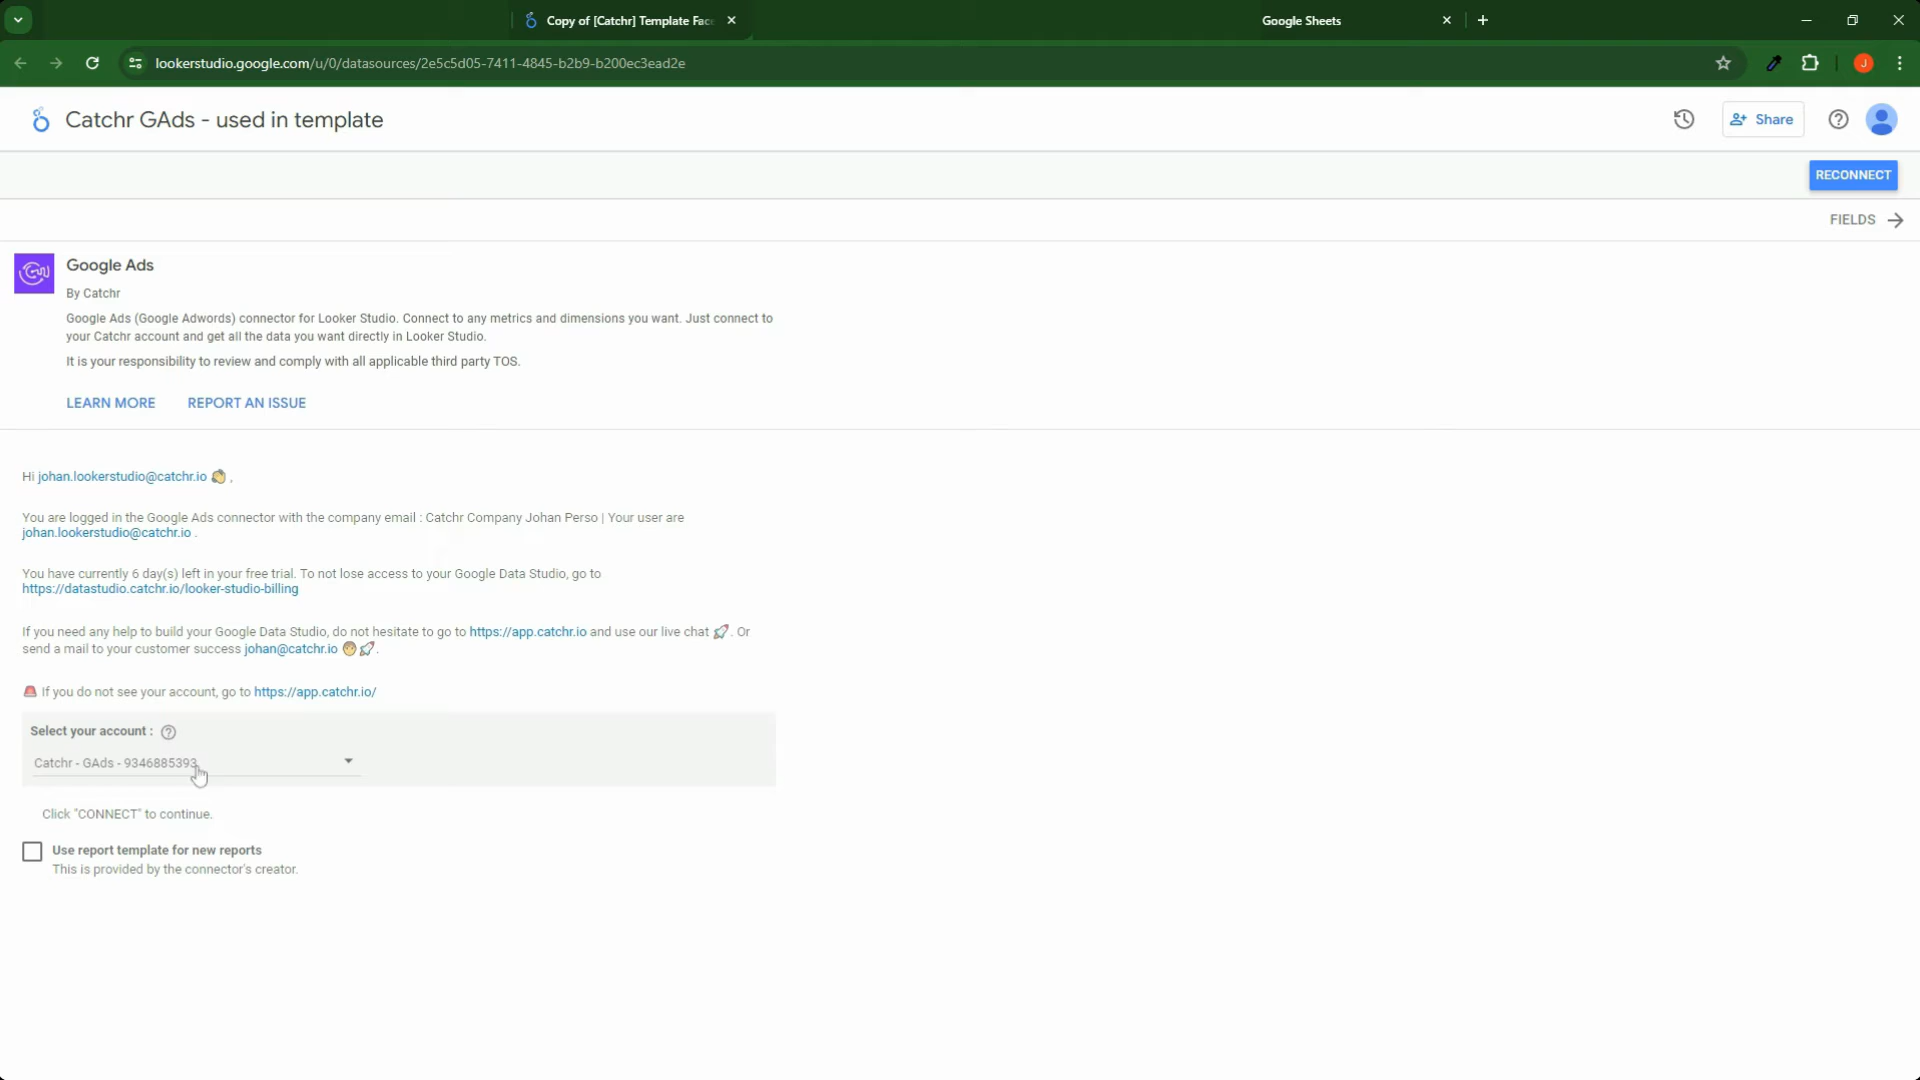 Copy of [Catchr] Template Fac
Google Sheets
lookerstudio.google.com/u/0/datasources/2e5c5d05-7411-4845-b2b9-b200ec3ead2e
J
Catchr GAds - used in template
Share
RECONNECT
FIELDS
Google Ads
By Catchr
Google Ads (Google Adwords) connector for Looker Studio. Connect to any metrics and dimensions you want. Just connect to
your Catchr account and get all the data you want directly in Looker Studio.
It is your responsibility to review and comply with all applicable third party TOS.
LEARN MORE REPORT AN ISSUE
Hi johan.lookerstudio@catchr.io 👏 ,
You are logged in the Google Ads connector with the company email : Catchr Company Johan Perso | Your user are
johan.lookerstudio@catchr.io .
You have currently 6 day(s) left in your free trial. To not lose access to your Google Data Studio, go to
https://datastudio.catchr.io/looker-studio-billing
If you need any help to build your Google Data Studio, do not hesitate to go to https://app.catchr.io and use our live chat 🚀. Or
send a mail to your customer success johan@catchr.io 🧑🚀.
🚨 If you do not see your account, go to https://app.catchr.io/
Select your account :
Catchr - GAds - 9346885393
Click "CONNECT" to continue.
Use report template for new reports
This is provided by the connector's creator.